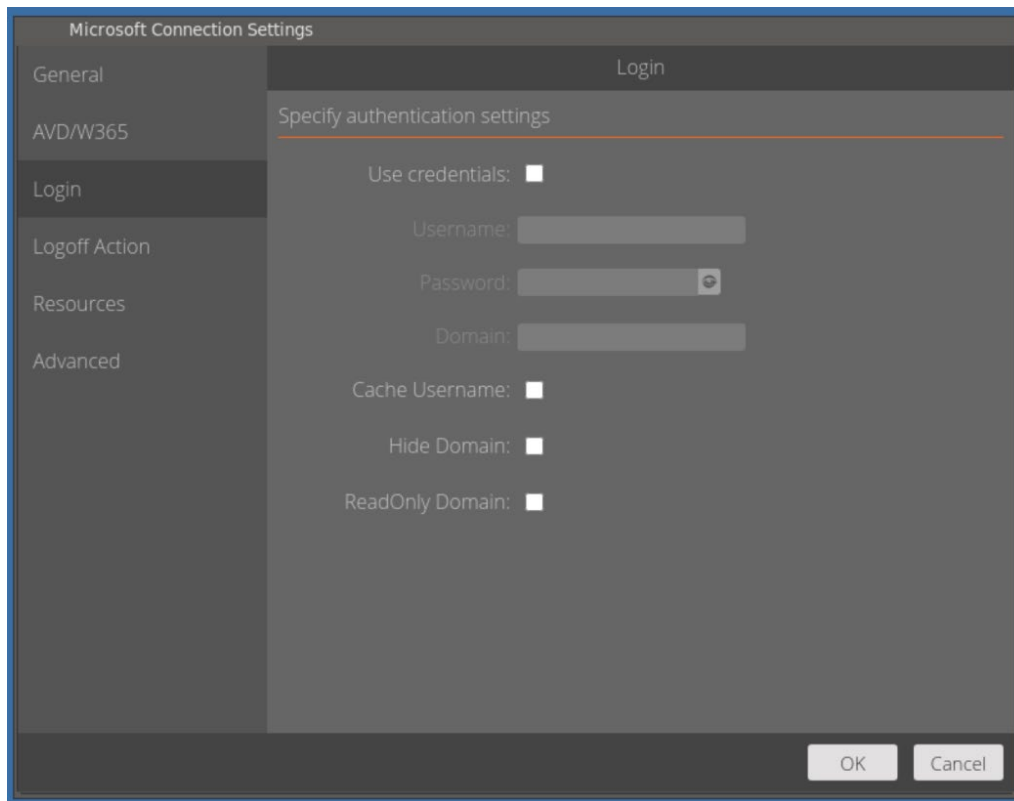 Microsoft Connection Settings
General
AVD/W365
Login
Logoff Action
Resources
Advanced
Login
Specify authentication settings
Use credentials:
Username:
Password:
Domain:
Cache Username:
Hide Domain:
ReadOnly Domain:
OK
Cancel